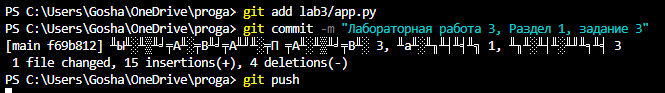 PS C:\Users\Gosha\OneDrive\proga> git add lab3/app.py
PS C:\Users\Gosha\OneDrive\proga> git commit -m "Лабораторная работа 3, Раздел 1, задание 3"
[main f69b812] 3, 1, 3
1 file changed, 15 insertions(+), 4 deletions(-)
PS C:\Users\Gosha\OneDrive\proga> git push